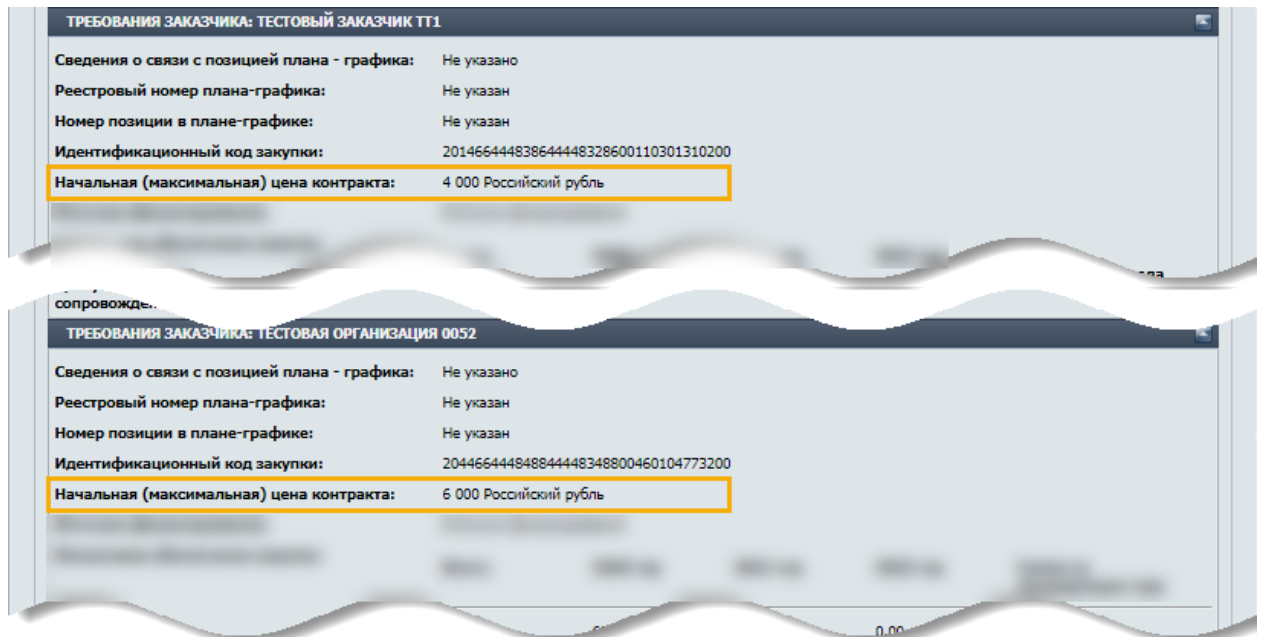 ТРЕБОВАНИЯ ЗАКАЗЧИКА: ТЕСТОВЫЙ ЗАКАЗЧИК ТТ1
Сведения о связи с позицией плана - графика: Не указано
Реестровый номер плана-графика: Не указан
Номер позиции в плане-графике: Не указан
Идентификационный код закупки: 201466444838644448328600110301310200
Начальная (максимальная) цена контракта: 4 000 Российский рубль
ТРЕБОВАНИЯ ЗАКАЗЧИКА: ТЕСТОВАЯ ОРГАНИЗАЦИЯ 0052
Сведения о связи с позицией плана - графика: Не указано
Реестровый номер плана-графика: Не указан
Номер позиции в плане-графике: Не указан
Идентификационный код закупки: 204466444848844448348800460104773200
Начальная (максимальная) цена контракта: 6 000 Российский рубль
0.00